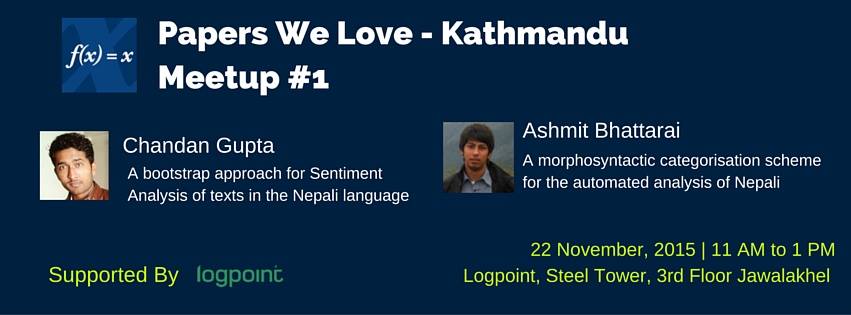 f(x) = x
Papers We Love - Kathmandu
Meetup #1
Chandan Gupta
A bootstrap approach for Sentiment
Analysis of texts in the Nepali language
Ashmit Bhattarai
A morphosyntactic categorisation scheme
for the automated analysis of Nepali
22 November, 2015 | 11 AM to 1 PM
Logpoint, Steel Tower, 3rd Floor Jawalakhel
Supported By logpoint